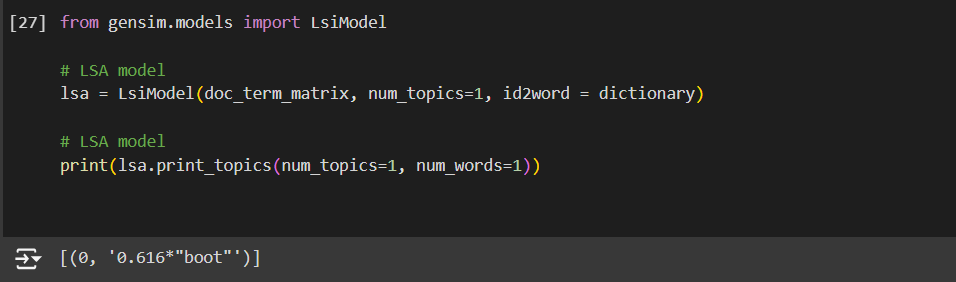 [27] from gensim.models import LsiModel
# LSA model
lsa = LsiModel(doc_term_matrix, num_topics=1, id2word = dictionary)
# LSA model
print(lsa.print_topics(num_topics=1, num_words=1))
[(0, '0.616*"boot"')]